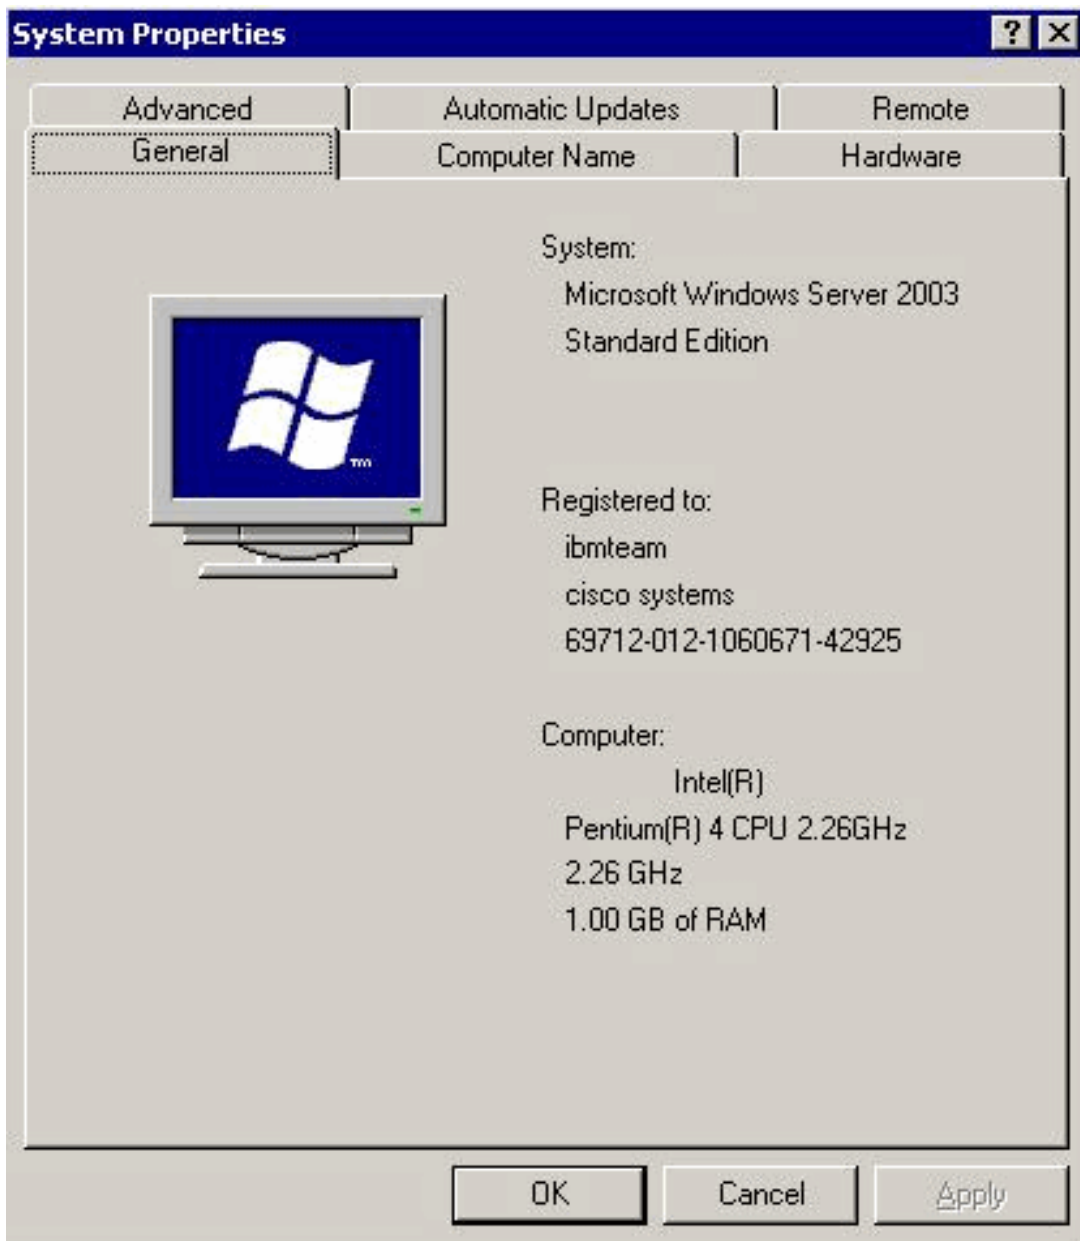 System Properties
?
Advanced
Automatic Updates
Remote
General
Computer Name
Hardware
System:
Microsoft Windows Server 2003
Standard Edition
TM
Registered to:
ibmteam
cisco systems
69712-012-1060671-42925
Computer:
Intel(R)
Pentium(R) 4 CPU 2.26GHz
2.26 GHz
1.00 GB of RAM
OK
Cancel
Apply